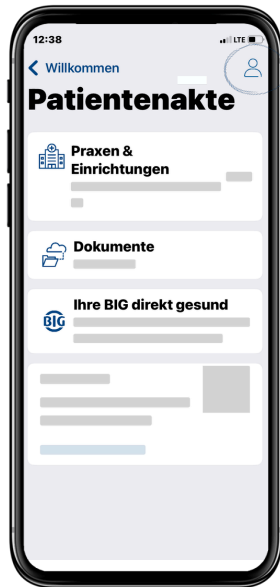 12:38
LTE
Willkommen
Patientenakte
Praxen &
Einrichtungen
Dokumente
Ihre BIG direkt gesund
BIG